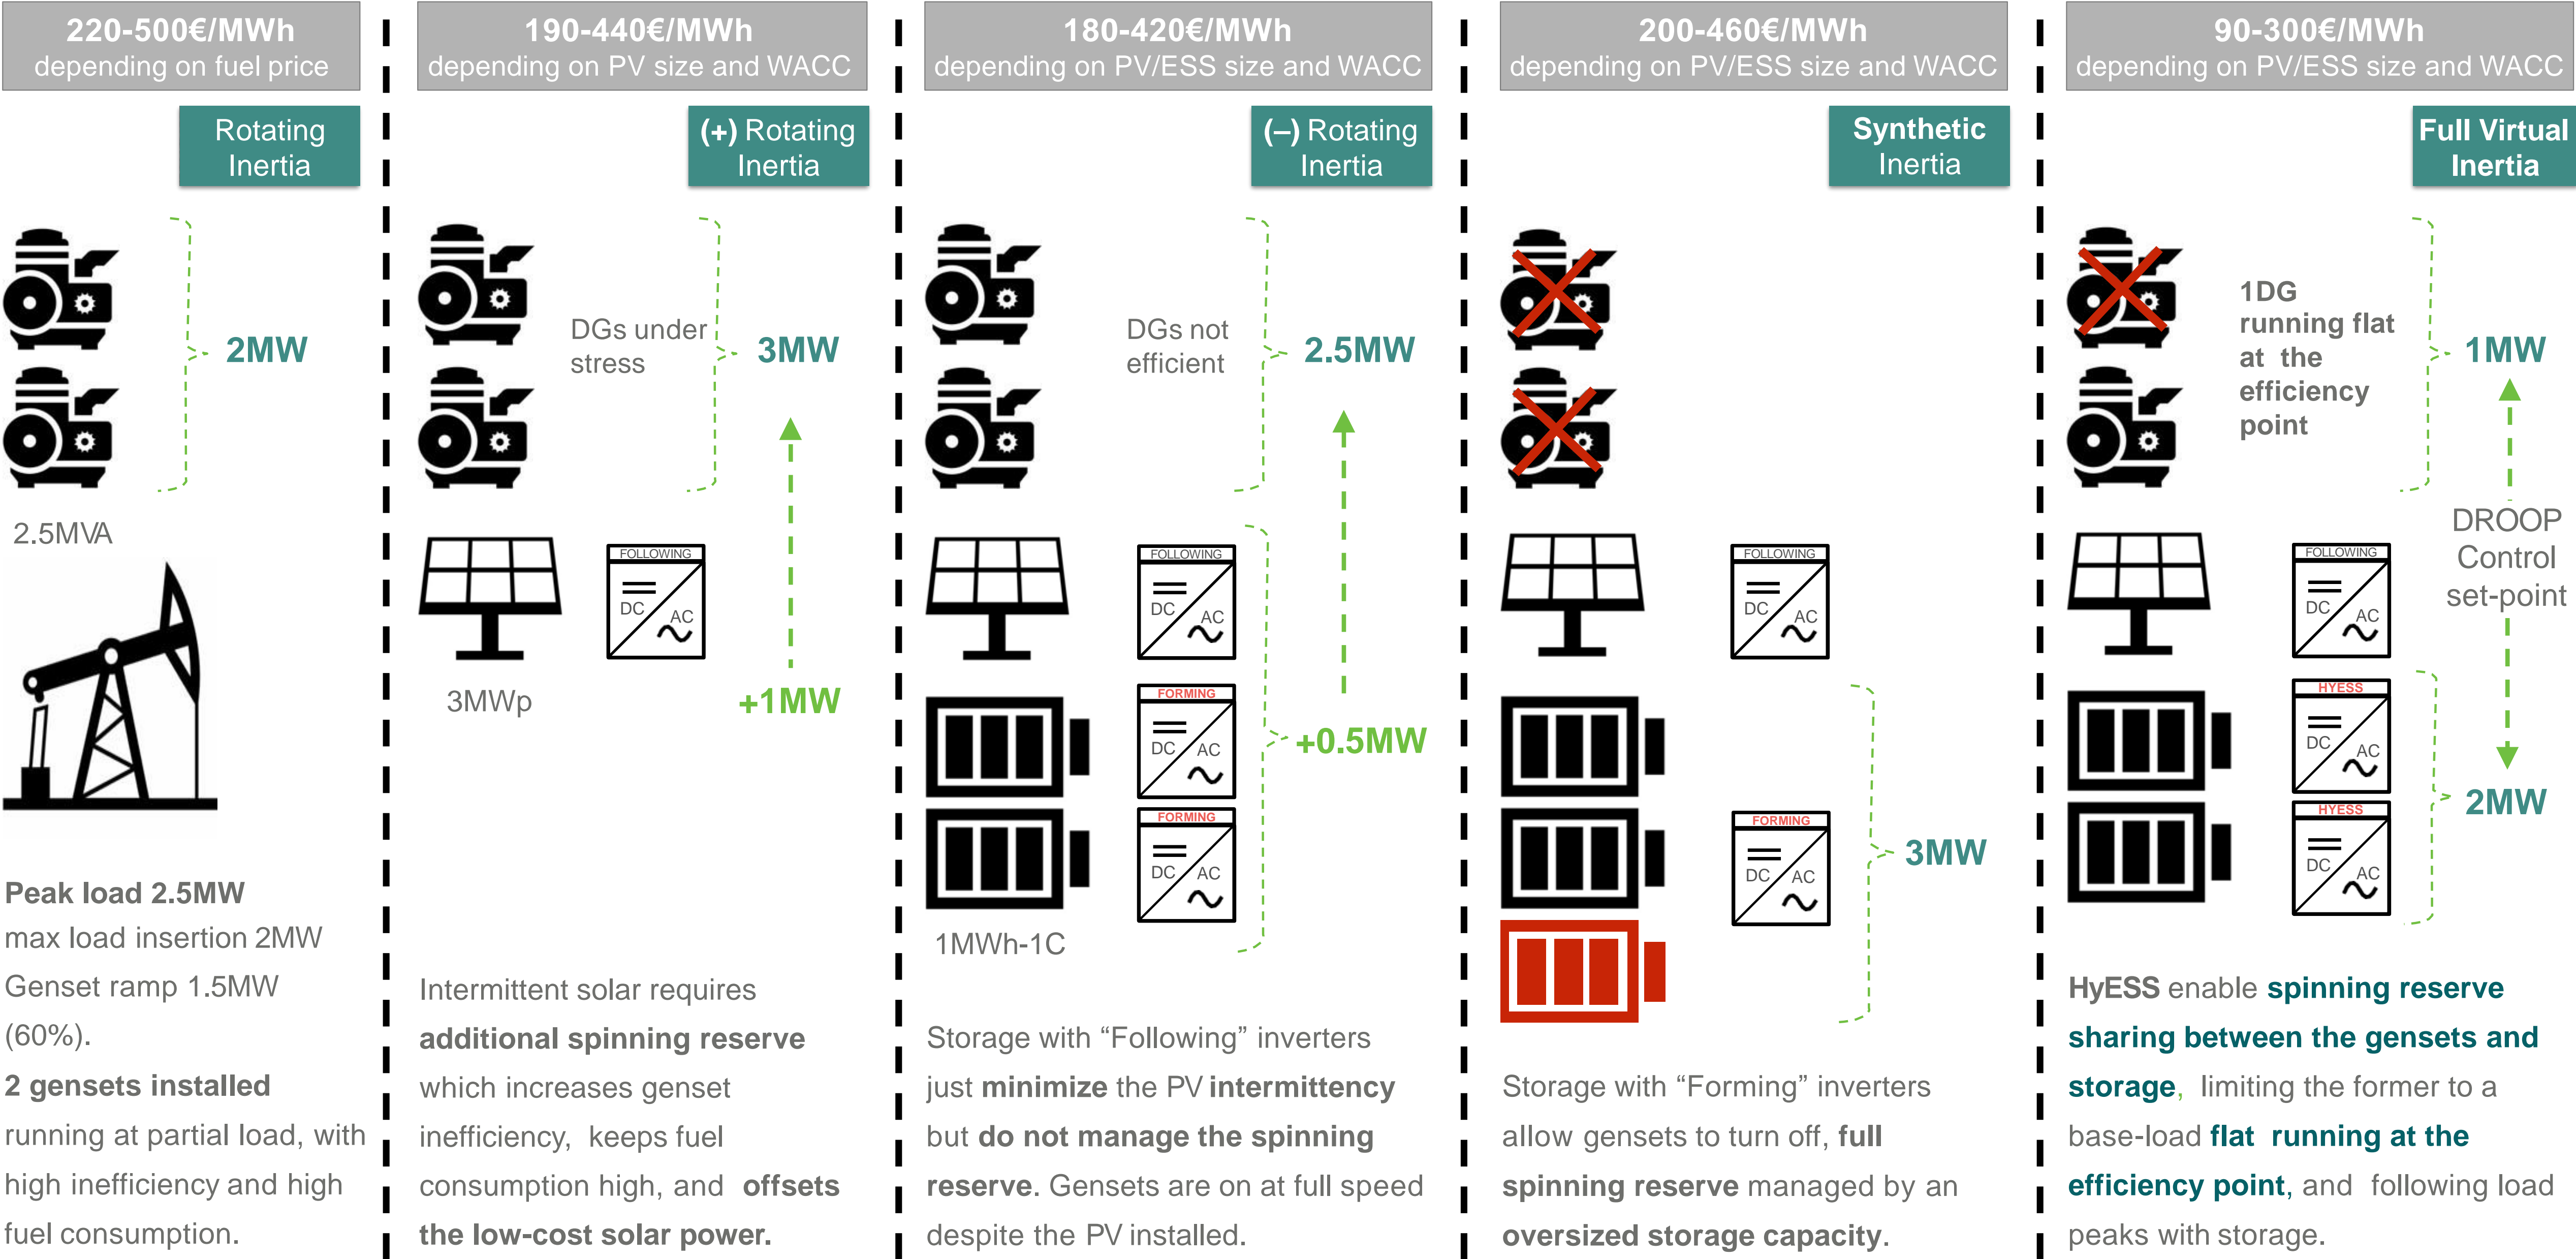 220-500€/MWh
depending on fuel price
Rotating
Inertia
2MW
2.5MVA
Peak load 2.5MW
max load insertion 2MW
Genset ramp 1.5MW
(60%).
2 gensets installed
running at partial load, with
high inefficiency and high
fuel consumption.
190-440€/MWh
depending on PV size and WACC
(+) Rotating
Inertia
DGs under
stress
3MW
FOLLOWING
DC
AC
3MWp
+1MW
Intermittent solar requires
additional spinning reserve
which increases genset
inefficiency, keeps fuel
consumption high, and offsets
the low-cost solar power.
180-420€/MWh
depending on PV/ESS size and WACC
(–) Rotating
Inertia
DGs not
efficient
2.5MW
FOLLOWING
DC
AC
FORMING
DC
AC
+0.5MW
FORMING
DC
AC
1MWh-1C
Storage with “Following” inverters
just minimize the PV intermittency
but do not manage the spinning
reserve. Gensets are on at full speed
despite the PV installed.
200-460€/MWh
depending on PV/ESS size and WACC
Synthetic
Inertia
FOLLOWING
DC
AC
FORMING
DC
AC
3MW
Storage with “Forming” inverters
allow gensets to turn off, full
spinning reserve managed by an
oversized storage capacity.
90-300€/MWh
depending on PV/ESS size and WACC
Full Virtual
Inertia
1DG
running flat
at the
efficiency
point
1MW
DROOP
Control
set-point
FOLLOWING
DC
AC
HYESS
DC
AC
2MW
HYESS
DC
AC
HyESS enable spinning reserve
sharing between the gensets and
storage, limiting the former to a
base-load flat running at the
efficiency point, and following load
peaks with storage.